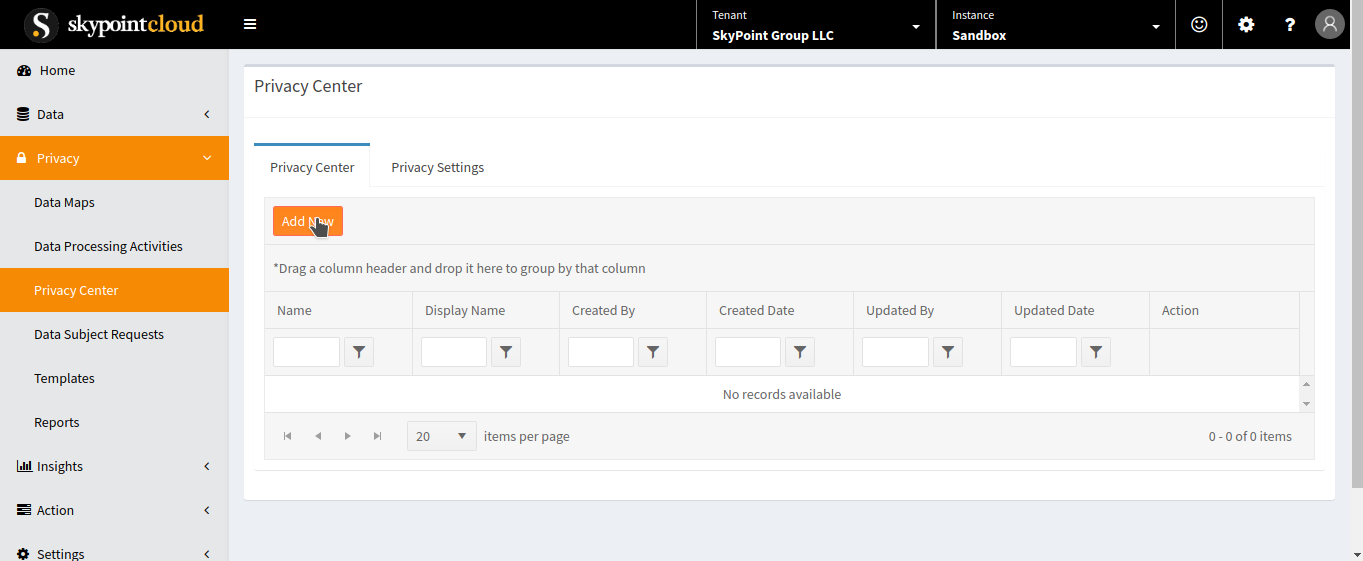 skypointcloud
Tenant
SkyPoint Group LLC
Instance
Sandbox
?
Home
Data
Privacy
Data Maps
Data Processing Activities
Privacy Center
Data Subject Requests
Templates
Reports
Insights
Action
Settings
Privacy Center
Privacy Center
Privacy Settings
Add New
*Drag a column header and drop it here to group by that column
Name
Display Name
Created By
Created Date
Updated By
Updated Date
Action
No records available
20
items per page
0 - 0 of 0 items